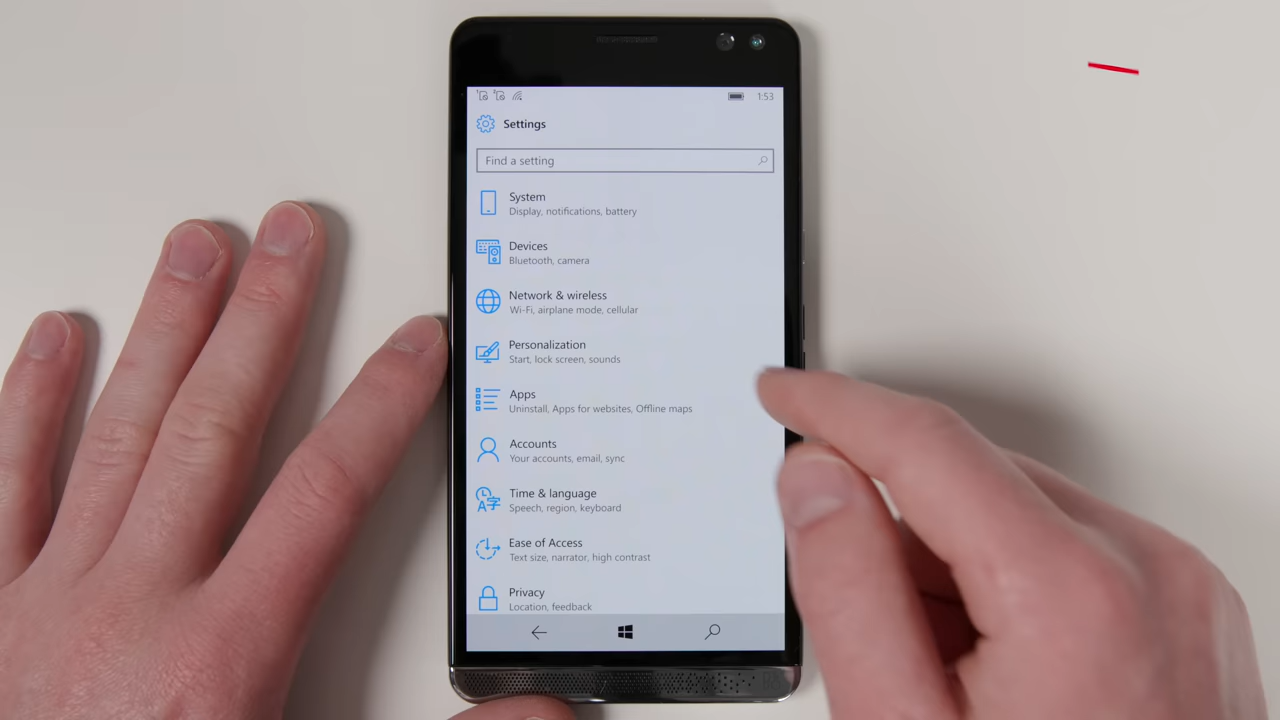 1:53
Settings
Find a setting
System
Display, notifications, battery
Devices
Bluetooth, camera
Network & wireless
Wi-Fi, airplane mode, cellular
Personalization
Start, lock screen, sounds
Apps
Uninstall, Apps for websites, Offline maps
Accounts
Your accounts, email, sync
Time & language
Speech, region, keyboard
Ease of Access
Text size, narrator, high contrast
Privacy
Location, feedback